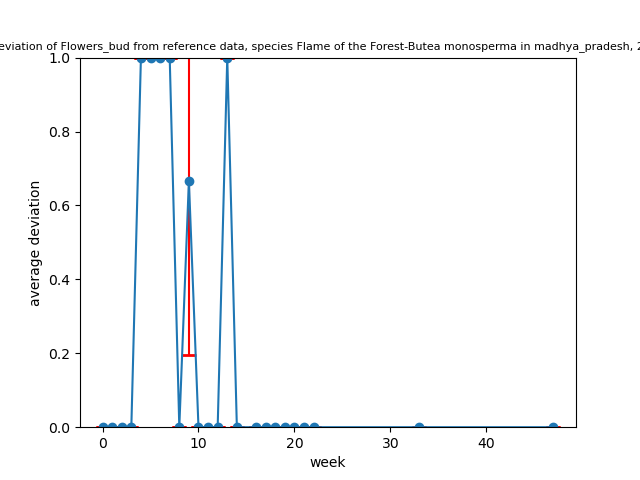 eviation of Flowers_bud from reference data, species Flame of the Forest-Butea monosperma in madhya_pradesh, 2
1.0
0.8
0.6
0.4
0.2
0.0
average deviation
0 10 20 30 40
week